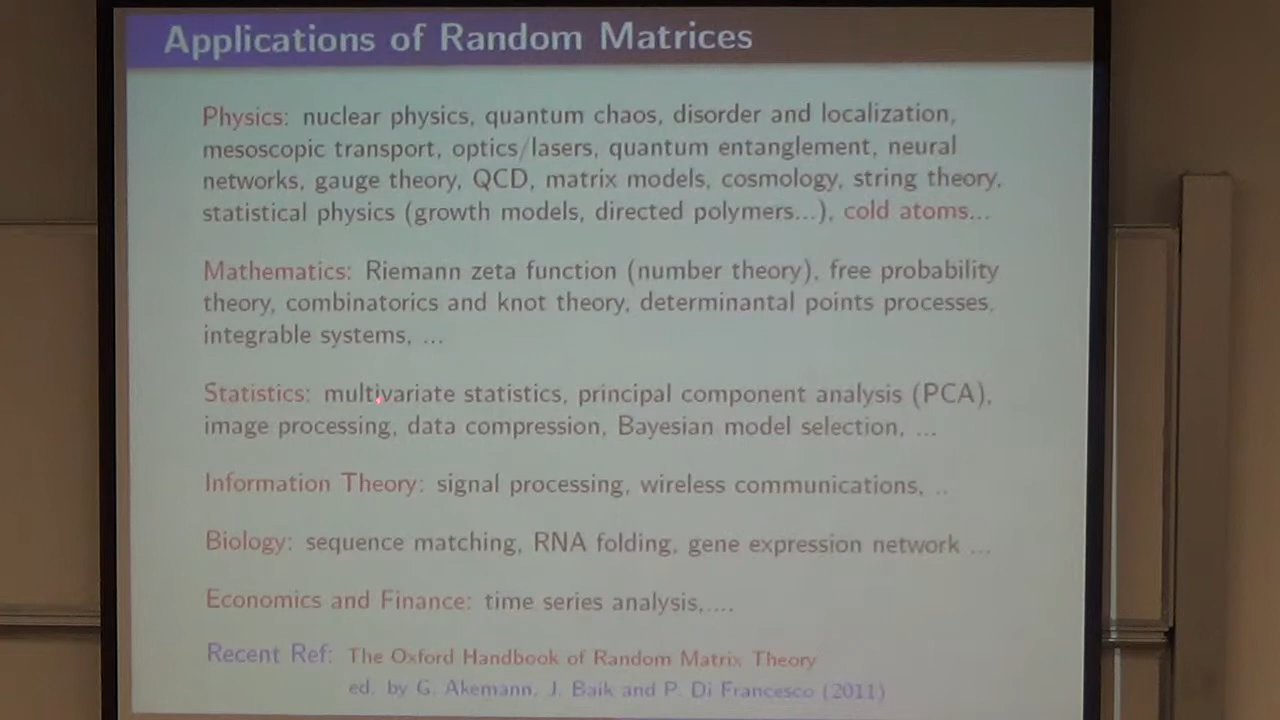 Applications of Random Matrices
Physics: nuclear physics, quantum chaos, disorder and localization,
mesoscopic transport, optics/lasers, quantum entanglement, neural
networks, gauge theory, QCD, matrix models, cosmology, string theory,
statistical physics (growth models, directed polymers...), cold atoms...
Mathematics: Riemann zeta function (number theory), free probability
theory, combinatorics and knot theory, determinantal points processes,
integrable systems, ...
Statistics: multivariate statistics, principal component analysis (PCA),
image processing, data compression, Bayesian model selection, ...
Information Theory: signal processing, wireless communications, ..
Biology: sequence matching, RNA folding, gene expression network ...
Economics and Finance: time series analysis,....
Recent Ref: The Oxford Handbook of Random Matrix Theory
ed. by G. Akemann, J. Baik and P. Di Francesco (2011)